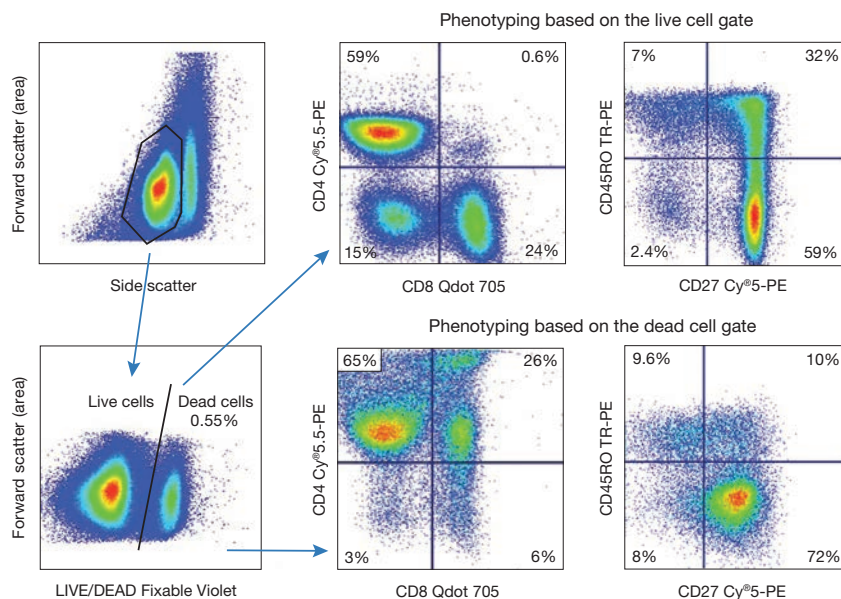 Phenotyping based on the live cell gate
Forward scatter (area)
Side scatter
59%
0.6%
15%
24%
CD4 Cy®5.5-PE
CD8 Qdot 705
7%
32%
2.4%
59%
CD45RO TR-PE
CD27 Cy®5-PE
Phenotyping based on the dead cell gate
Forward scatter (area)
Live cells
Dead cells
0.55%
LIVE/DEAD Fixable Violet
65%
26%
3%
6%
CD4 Cy®5.5-PE
CD8 Qdot 705
9.6%
10%
8%
72%
CD45RO TR-PE
CD27 Cy®5-PE